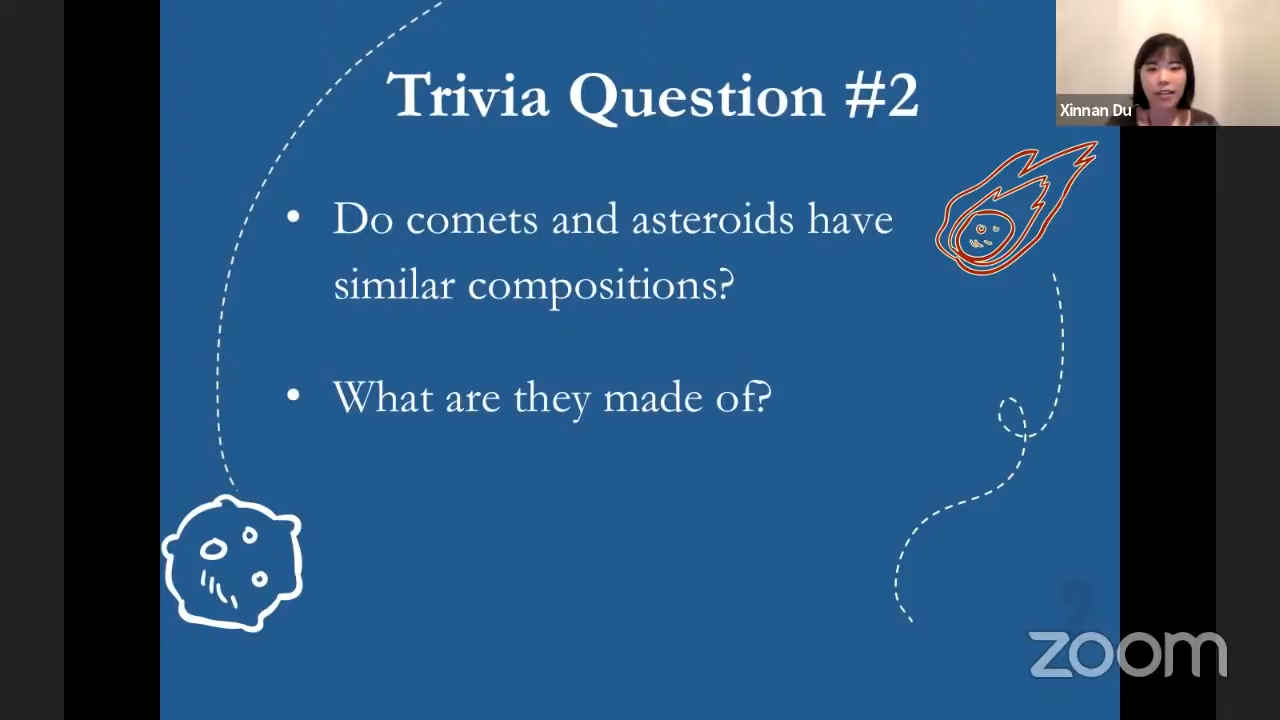 Trivia Question #2
Xinnan Du
• Do comets and asteroids have
similar compositions?
• What are they made of?
zoom